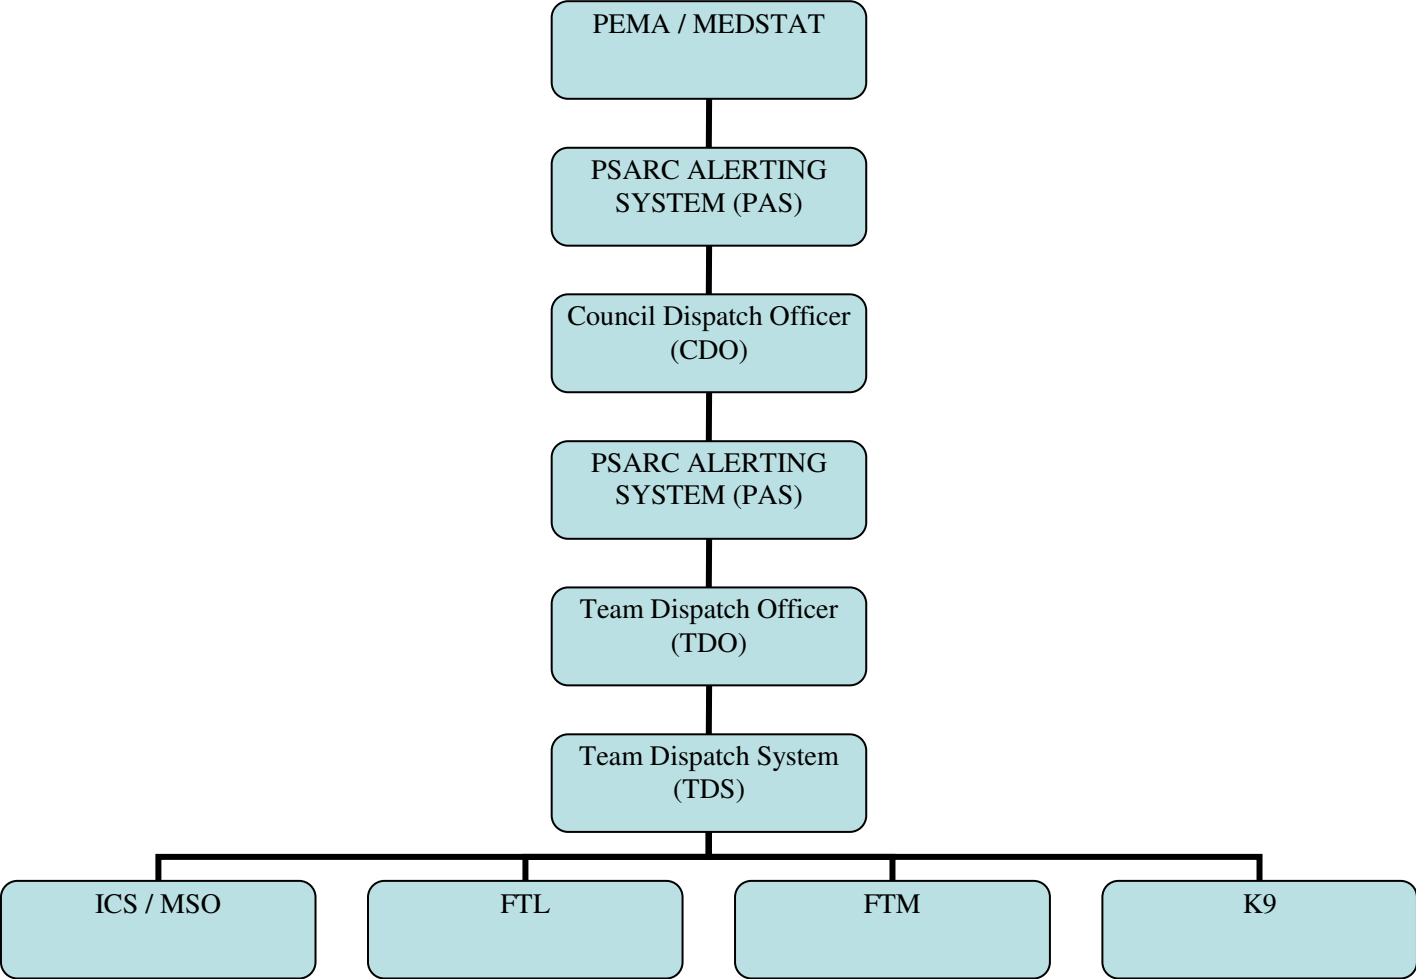 PEMA / MEDSTAT
PSARC ALERTING
SYSTEM (PAS)
Council Dispatch Officer
(CDO)
PSARC ALERTING
SYSTEM (PAS)
Team Dispatch Officer
(TDO)
Team Dispatch System
(TDS)
ICS / MSO
FTL
FTM
K9